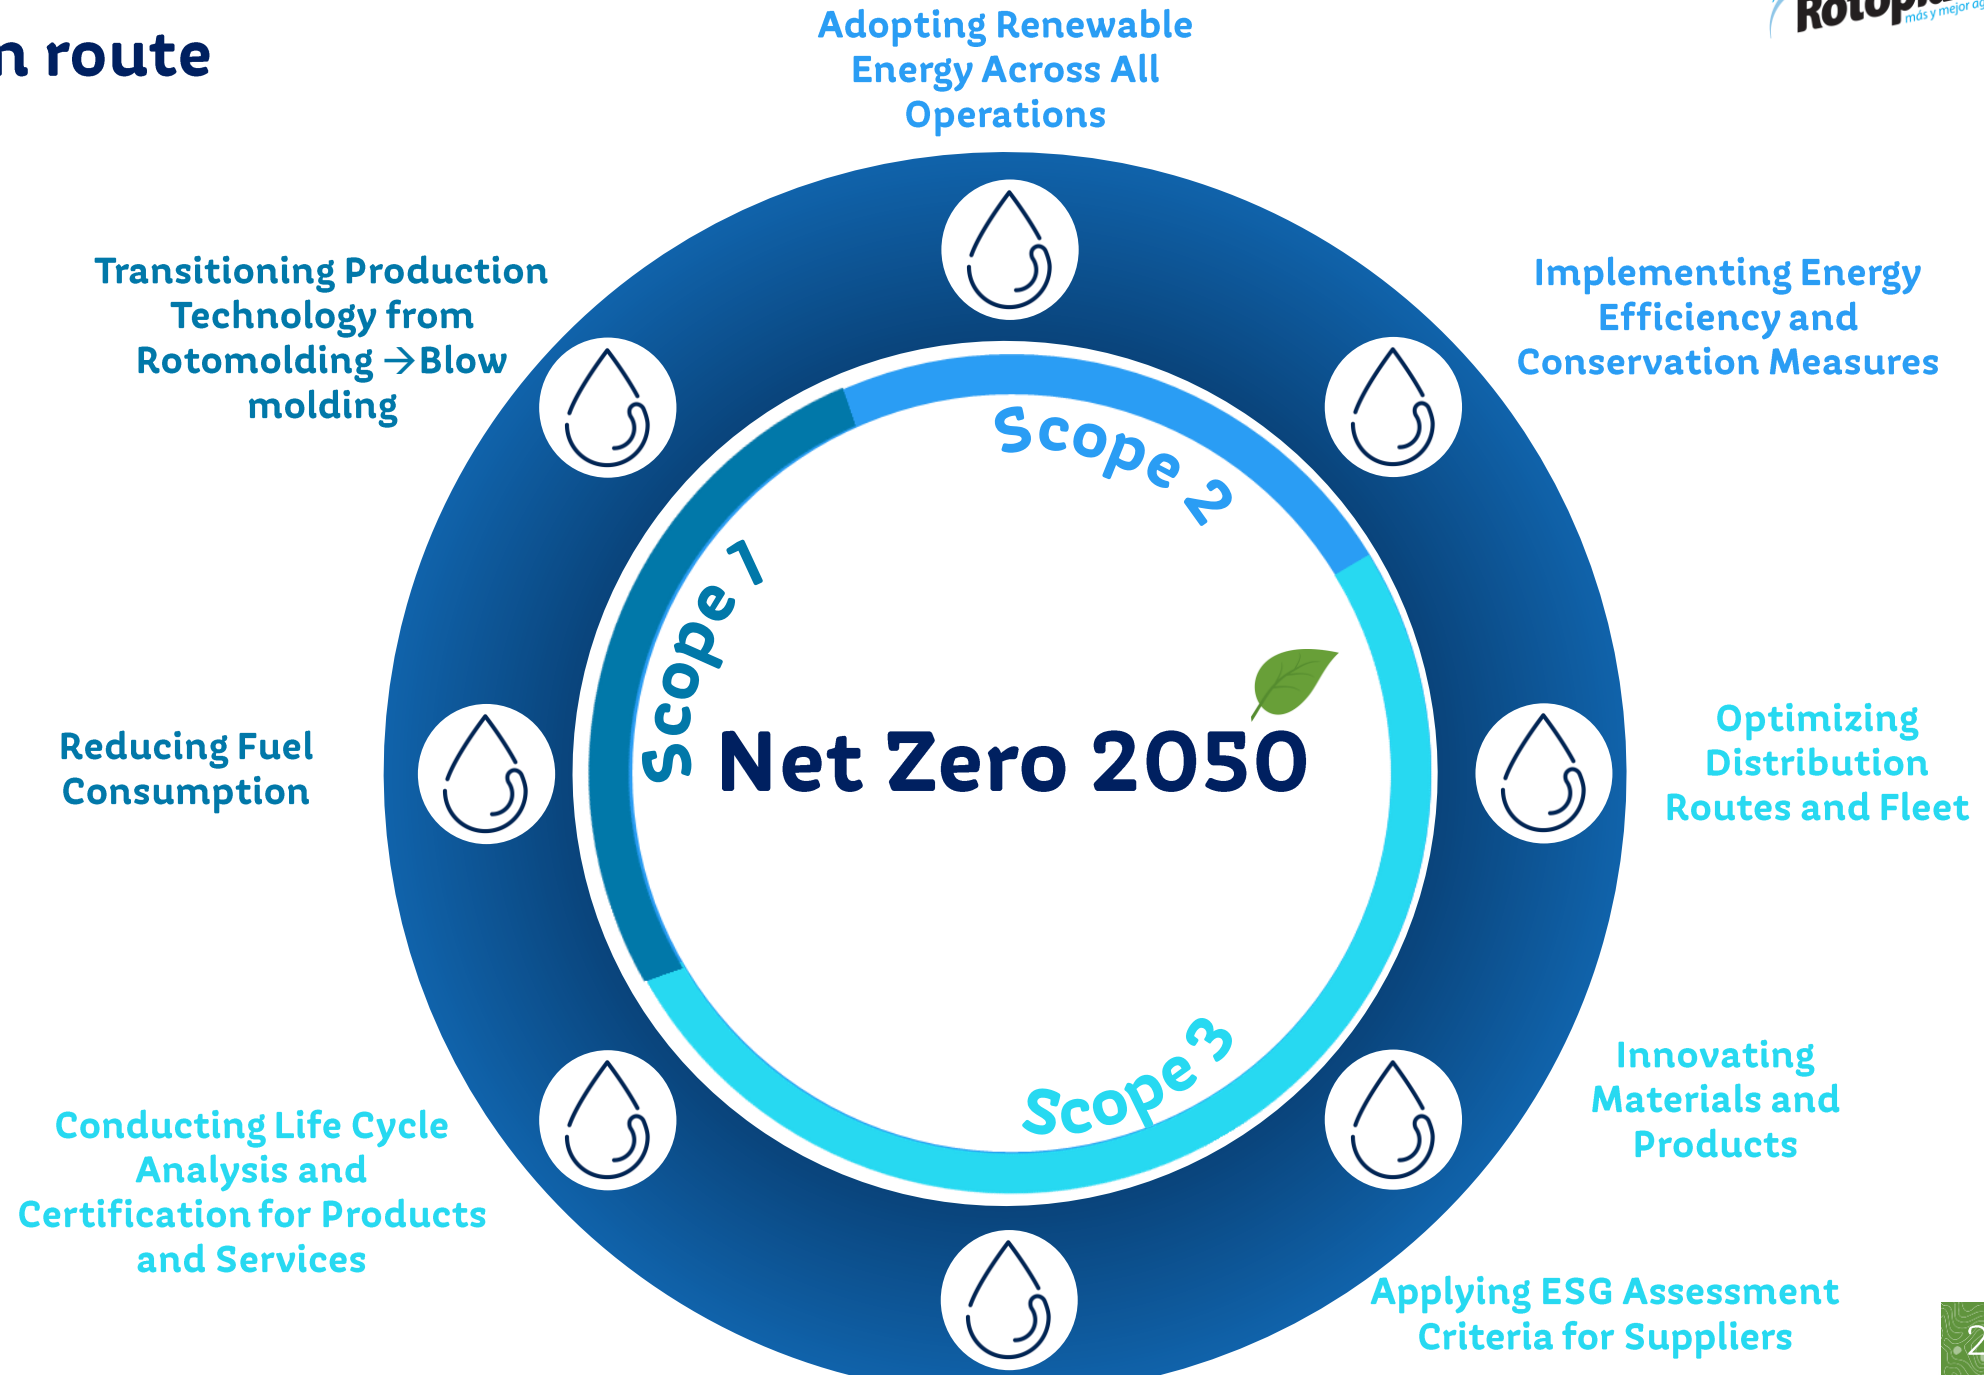 route
Adopting Renewable
Energy Across All
Operations
más y mejor
Transitioning Production
Technology from
Rotomolding →Blow
molding
Implementing Energy
Efficiency and
Conservation Measures
Scope 2
Scope 1
Net Zero 2050
Reducing Fuel
Consumption
Optimizing
Distribution
Routes and Fleet
Scope 3
Innovating
Materials and
Products
Conducting Life Cycle
Analysis and
Certification for Products
and Services
Applying ESG Assessment
Criteria for Suppliers